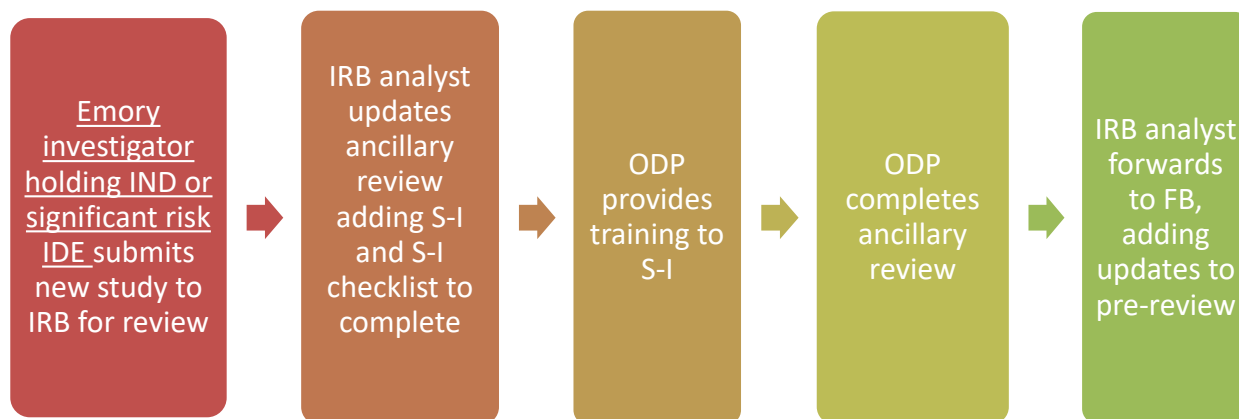 Emory
investigator
holding IND or
significant risk
IDE submits
new study to
IRB for review
IRB analyst
updates
ancillary
review
adding S-I
and S-I
checklist to
complete
ODP
provides
training to
S-I
ODP
completes
ancillary
review
IRB analyst
forwards
to FB,
adding
updates to
pre-review